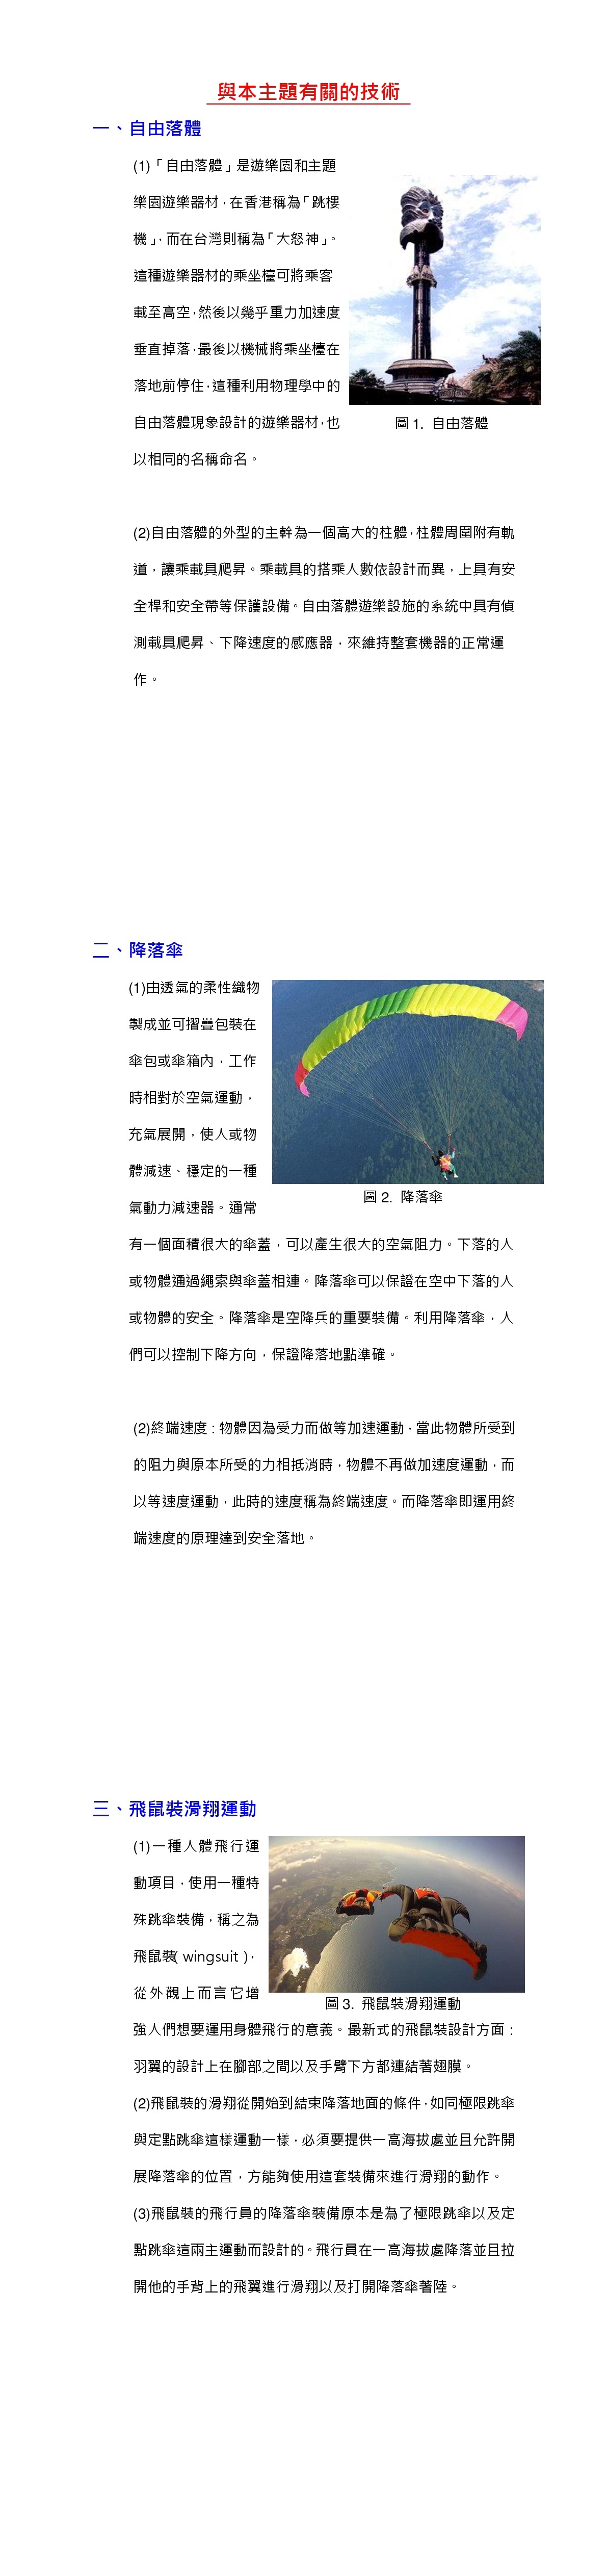 與本主題有關的技術
一、自由落體
(1)「自由落體」是遊樂園和主題
樂園遊樂器材，在香港稱為「跳樓
機」，而在台灣則稱為「大怒神」。
這種遊樂器材的乘坐檯可將乘客
載至高空，然後以幾乎重力加速度
垂直掉落，最後以機械將乘坐檯在
落地前停住，這種利用物理學中的
自由落體現象設計的遊樂器材，也
以相同的名稱命名。
圖 1. 自由落體
(2)自由落體的外型的主幹為一個高大的柱體，柱體周圍附有軌
道，讓乘載具爬昇。乘載具的搭乘人數依設計而異，上具有安
全桿和安全帶等保護設備。自由落體遊樂設施的系統中具有偵
測載具爬昇、下降速度的感應器，來維持整套機器的正常運
作。
二、降落傘
(1)由透氣的柔性織物
製成並可摺疊包裝在
傘包或傘箱內，工作
時相對於空氣運動，
充氣展開，使人或物
體減速、穩定的一種
氣動力減速器。通常
圖 2. 降落傘
有一個面積很大的傘蓋，可以產生很大的空氣阻力。下落的人
或物體通過繩索與傘蓋相連。降落傘可以保證在空中下落的人
或物體的安全。降落傘是空降兵的重要裝備。利用降落傘，人
們可以控制下降方向，保證降落地點準確。
(2)終端速度：物體因為受力而做等加速運動，當此物體所受到
的阻力與原本所受的力相抵消時，物體不再做加速度運動，而
以等速度運動，此時的速度稱為終端速度。而降落傘即運用終
端速度的原理達到安全落地。
三、飛鼠裝滑翔運動
(1)一種人體飛行運
動項目，使用一種特
殊跳傘裝備，稱之為
飛鼠裝( wingsuit )，
從外觀上而言它增
圖 3. 飛鼠裝滑翔運動
強人們想要運用身體飛行的意義。最新式的飛鼠裝設計方面：
羽翼的設計上在腳部之間以及手臂下方都連結著翅膜。
(2)飛鼠裝的滑翔從開始到結束降落地面的條件，如同極限跳傘
與定點跳傘這樣運動一樣，必須要提供一高海拔處並且允許開
展降落傘的位置，方能夠使用這套裝備來進行滑翔的動作。
(3)飛鼠裝的飛行員的降落傘裝備原本是為了極限跳傘以及定
點跳傘這兩主運動而設計的。飛行員在一高海拔處降落並且拉
開他的手背上的飛翼進行滑翔以及打開降落傘著陸。